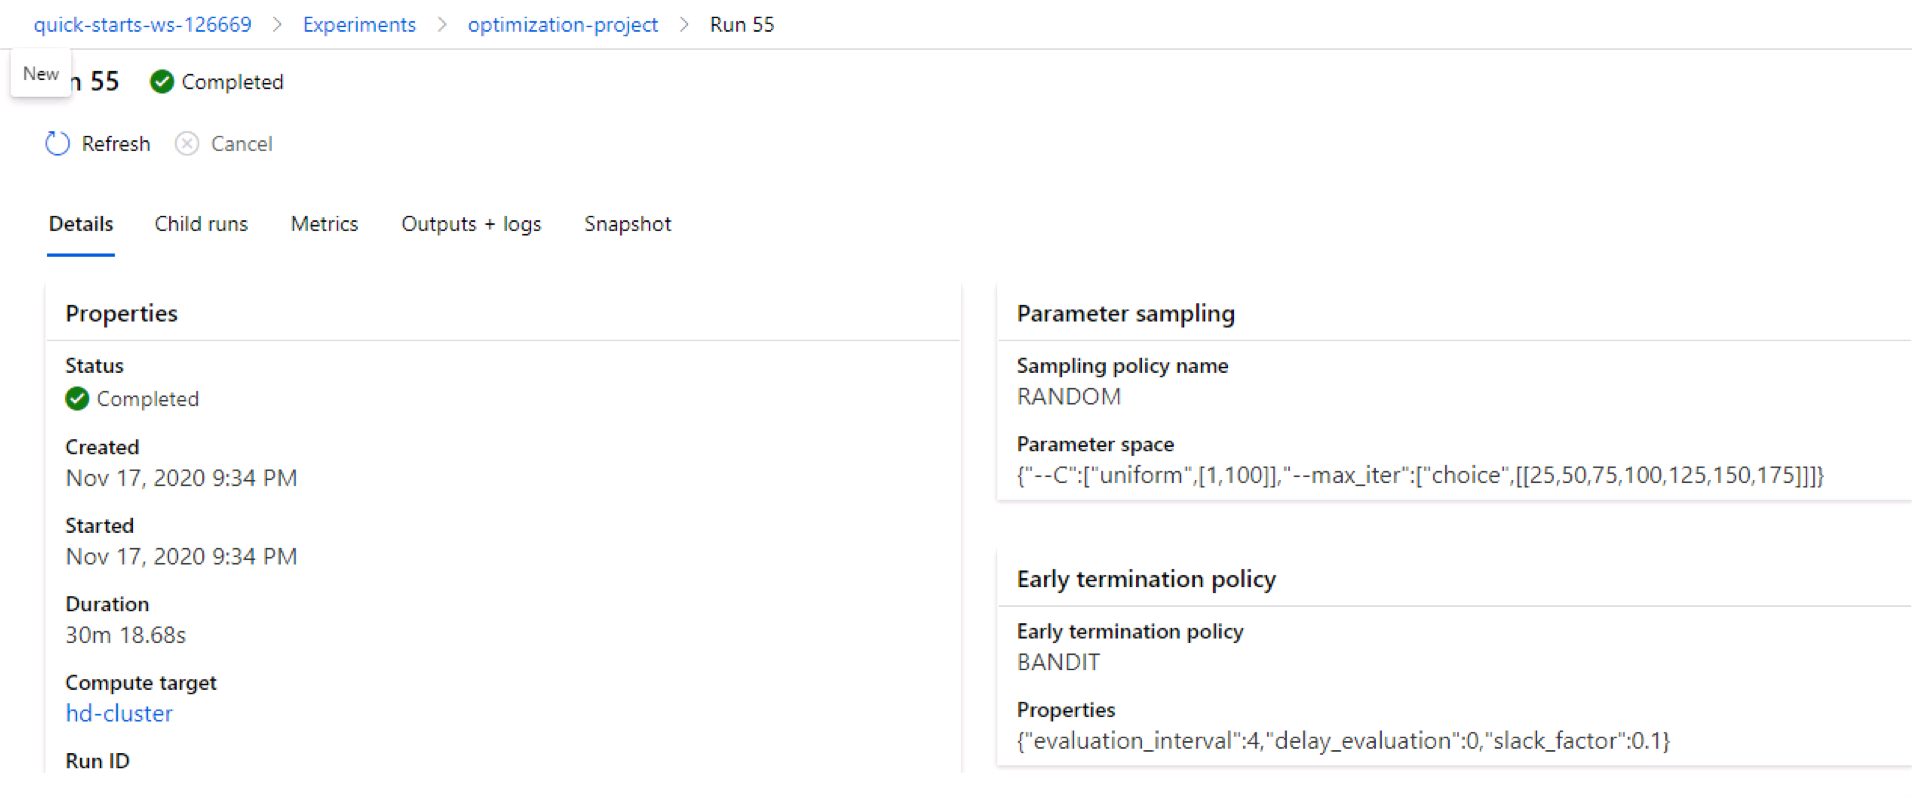 quick-starts-ws-126669 > Experiments > optimization-project > Run 55
New
n 55 Completed
Refresh Cancel
Details Child runs Metrics Outputs + logs Snapshot
Properties
Status
Completed
Created
Nov 17, 2020 9:34 PM
Started
Nov 17, 2020 9:34 PM
Duration
30m 18.68s
Compute target
hd-cluster
Run ID
Parameter sampling
Sampling policy name
RANDOM
Parameter space
{"--C":["uniform",[1,100]],"--max_iter":["choice",[[25,50,75,100,125,150,175]]]}
Early termination policy
Early termination policy
BANDIT
Properties
{"evaluation_interval":4,"delay_evaluation":0,"slack_factor":0.1}